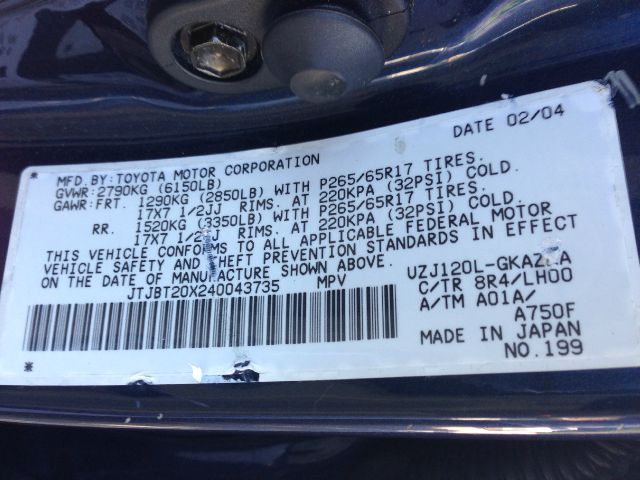 DATE 02/04
MFD. BY: TOYOTA MOTOR CORPORATION
GVWR: 2790KG (6150LB)
GAWR: FRT. 1290KG (2850LB) WITH P265/65R17 TIRES.
17X7 1/2JJ RIMS. AT 220KPA (32PSI) COLD.
RR. 1520KG (3350LB) WITH P265/65R17 TIRES.
17X7 1/2JJ RIMS. AT 220KPA (32PSI) COLD.
THIS VEHICLE CONFORMS TO ALL APPLICABLE FEDERAL MOTOR
VEHICLE SAFETY AND THEFT PREVENTION STANDARDS IN EFFECT
ON THE DATE OF MANUFACTURE SHOWN ABOVE.
JTJBT20X240043735 MPV
UZJ120L-GKAZKA
C/TR 8R4/LH00
A/TM A01A/
A750F
MADE IN JAPAN
NO. 199